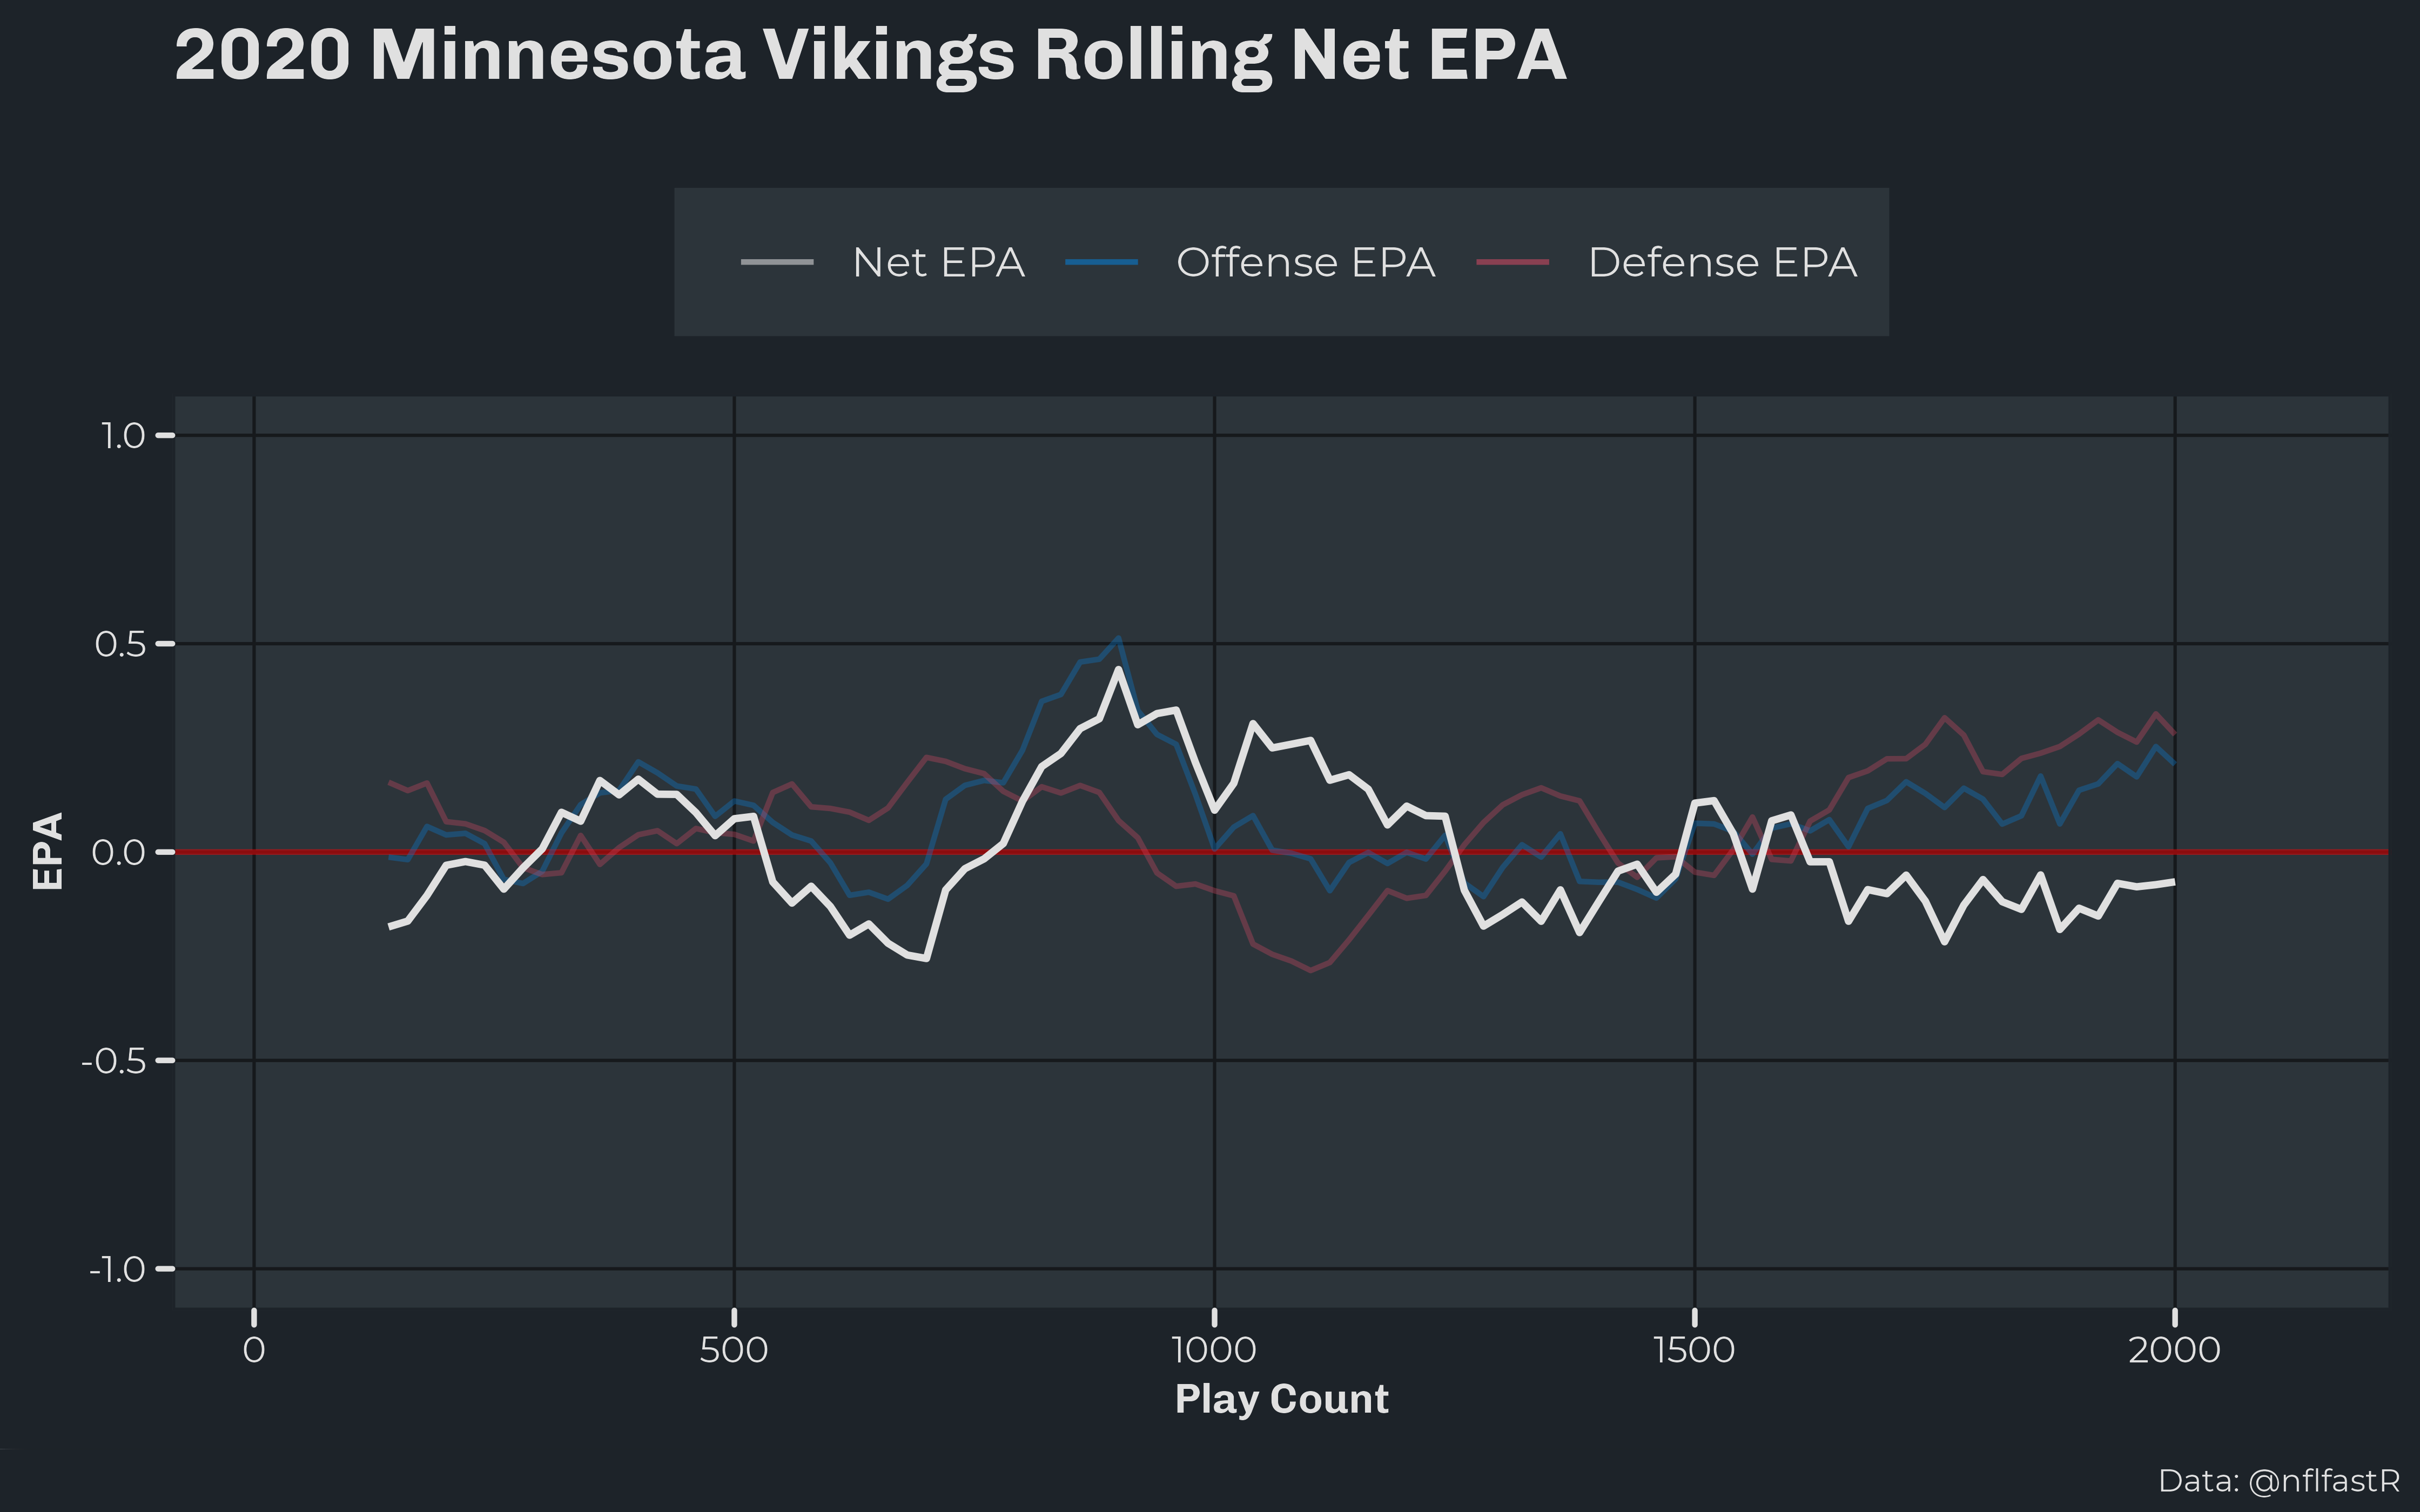 2020 Minnesota Vikings Rolling Net EPA
Net EPA Offense EPA Defense EPA
1.0
0.5
0.0
-0.5
-1.0
EPA
0 500 1000 1500 2000
Play Count
Data: @nflfastR